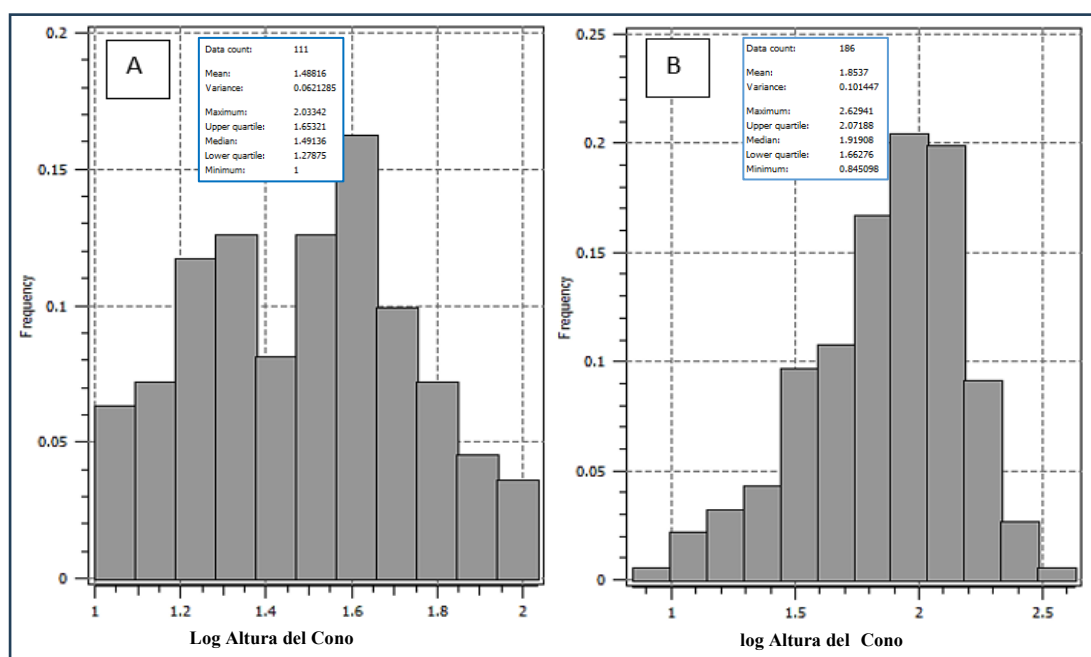 A
Data count: 111
Mean: 1.48816
Variance: 0.0621285
Maximum: 2.03342
Upper quartile: 1.65321
Median: 1.49136
Lower quartile: 1.27875
Minimum: 1
0.2
0.15
0.1
0.05
0
Frequency
1 1.2 1.4 1.6 1.8 2
Log Altura del Cono
B
Data count: 186
Mean: 1.8537
Variance: 0.101447
Maximum: 2.62941
Upper quartile: 2.07188
Median: 1.91908
Lower quartile: 1.66276
Minimum: 0.845098
0.25
0.2
0.15
0.1
0.05
0
Frequency
1 1.5 2 2.5
log Altura del Cono